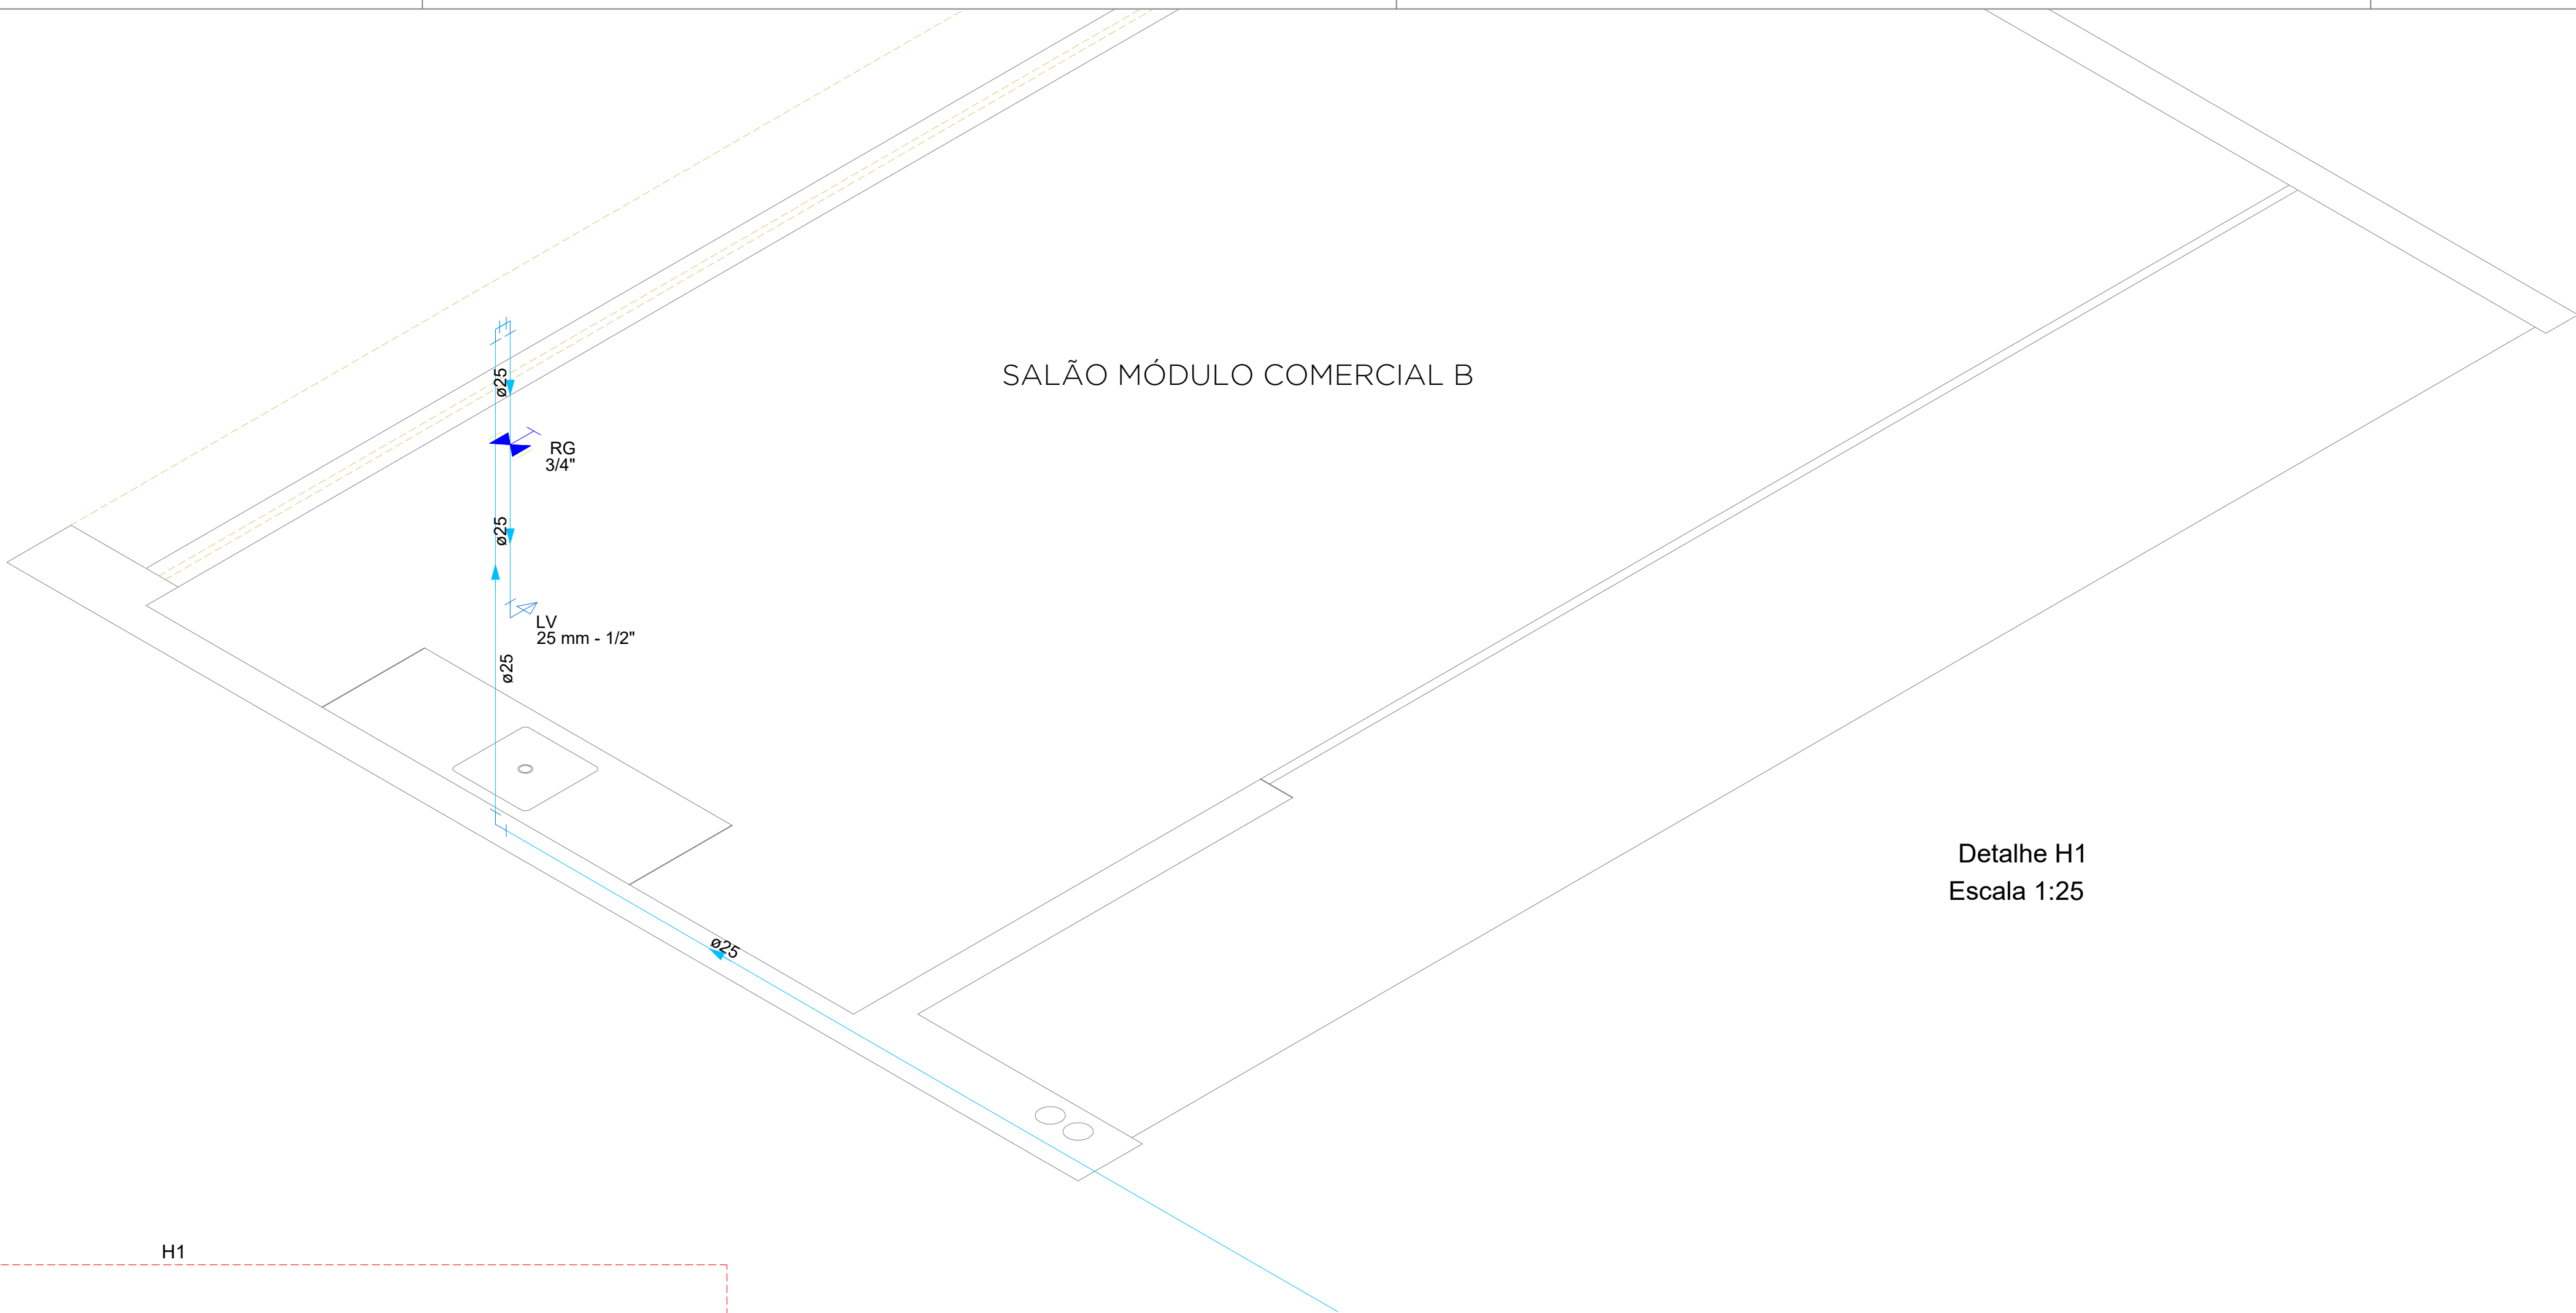 SALÃO MÓDULO COMERCIAL B
ø25
RG
3/4"
ø25
LV
25 mm - 1/2"
ø25
Detalhe H1
Escala 1:25
ø25
H1